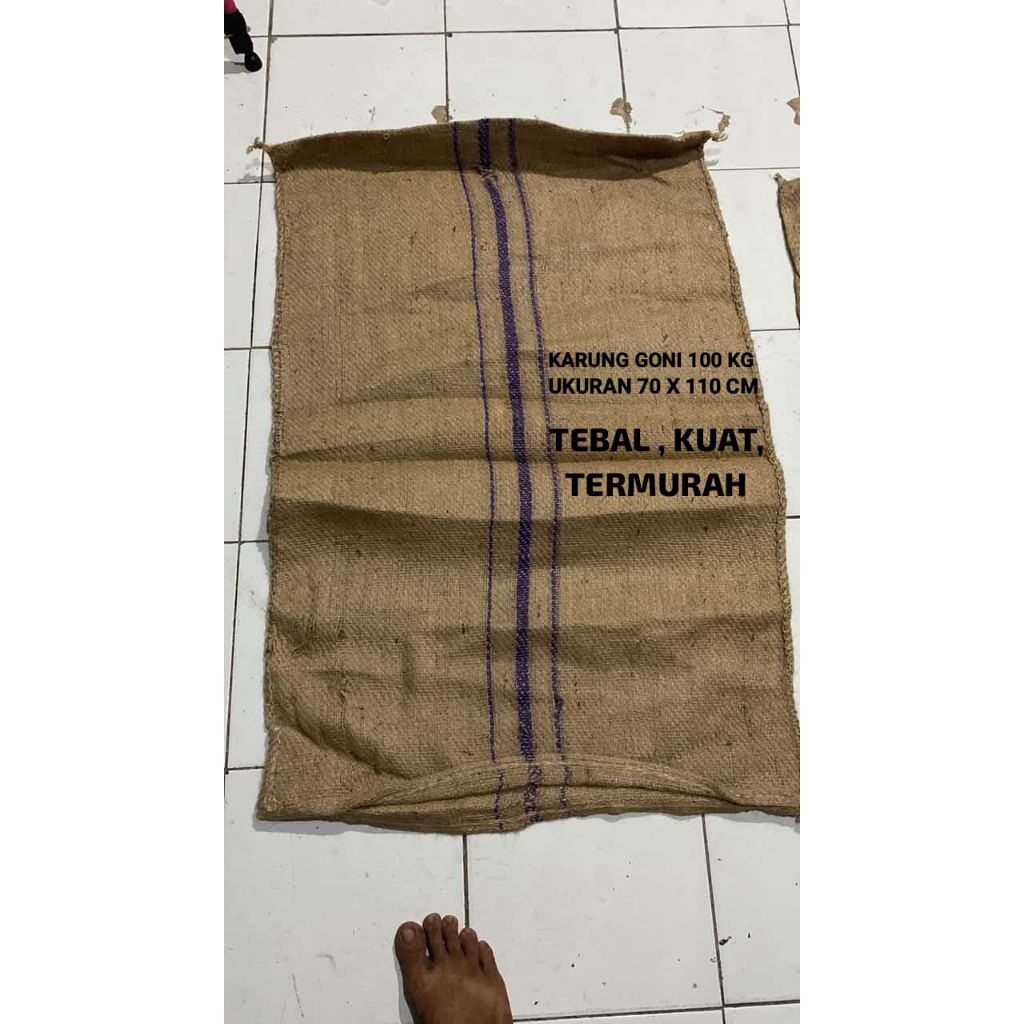 KARUNG GONI 100 KG
UKURAN 70 X 110 CM
TEBAL , KUAT,
TERMURAH